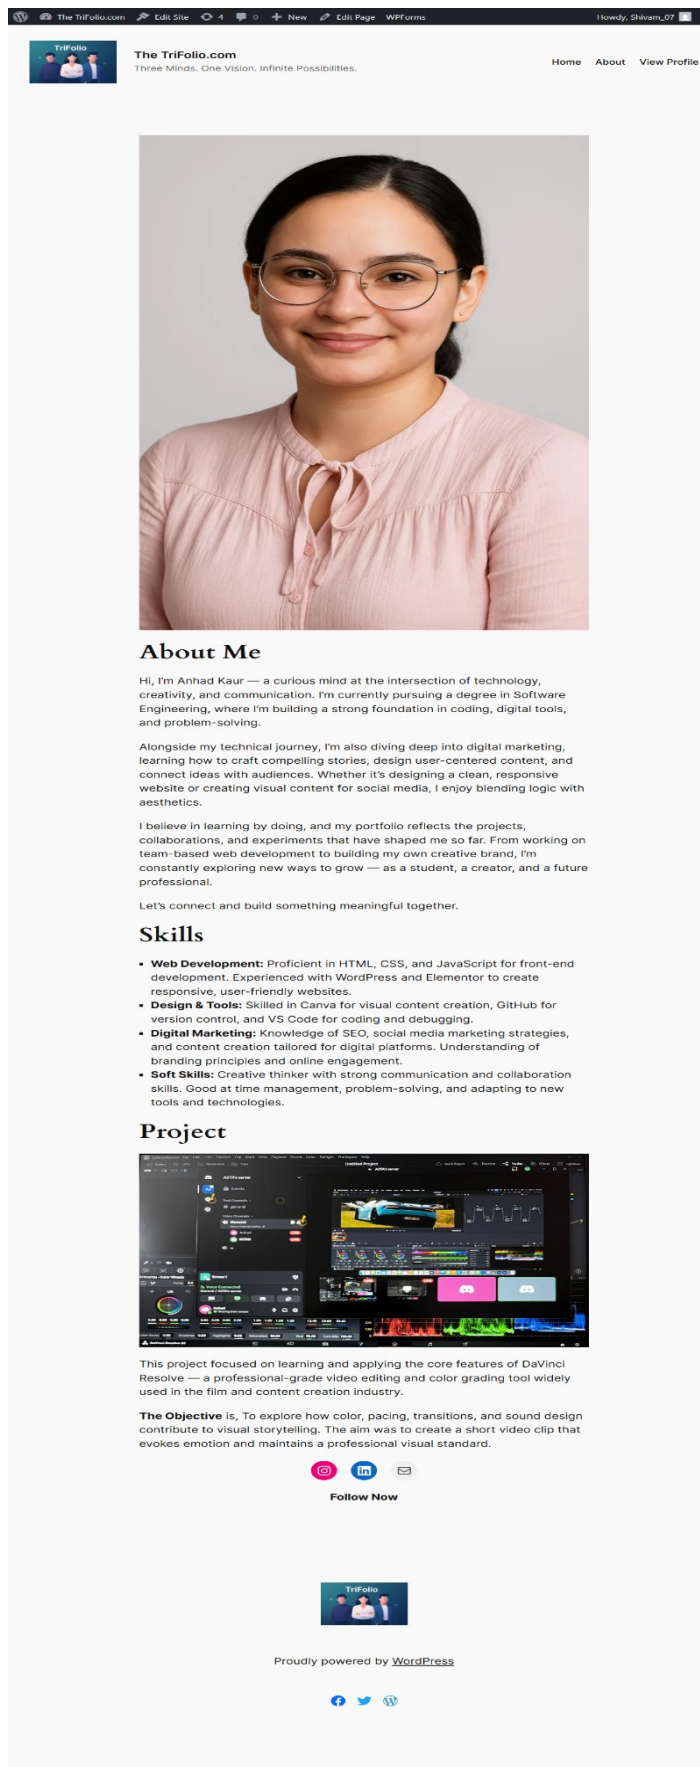 The TriFolio.com Edit Site 4 0 New Edit Page WPForms Howdy, Shivam_07
TriFolio
The TriFolio.com
Three Minds. One Vision. Infinite Possibilities.
Home About View Profile
About Me
Hi, I'm Anhad Kaur — a curious mind at the intersection of technology,
creativity, and communication. I'm currently pursuing a degree in Software
Engineering, where I'm building a strong foundation in coding, digital tools,
and problem-solving.
Alongside my technical journey, I'm also diving deep into digital marketing,
learning how to craft compelling stories, design user-centered content, and
connect ideas with audiences. Whether it's designing a clean, responsive
website or creating visual content for social media, I enjoy blending logic with
aesthetics.
I believe in learning by doing, and my portfolio reflects the projects,
collaborations, and experiments that have shaped me so far. From working on
team-based web development to building my own creative brand, I'm
constantly exploring new ways to grow — as a student, a creator, and a future
professional.
Let's connect and build something meaningful together.
Skills
• Web Development: Proficient in HTML, CSS, and JavaScript for front-end
development. Experienced with WordPress and Elementor to create
responsive, user-friendly websites.
• Design & Tools: Skilled in Canva for visual content creation, GitHub for
version control, and VS Code for coding and debugging.
• Digital Marketing: Knowledge of SEO, social media marketing strategies,
and content creation tailored for digital platforms. Understanding of
branding principles and online engagement.
• Soft Skills: Creative thinker with strong communication and collaboration
skills. Good at time management, problem-solving, and adapting to new
tools and technologies.
Project
Untitled Project
Events
general
This project focused on learning and applying the core features of DaVinci
Resolve — a professional-grade video editing and color grading tool widely
used in the film and content creation industry.
The Objective is, To explore how color, pacing, transitions, and sound design
contribute to visual storytelling. The aim was to create a short video clip that
evokes emotion and maintains a professional visual standard.
Follow Now
TriFolio
Proudly powered by WordPress